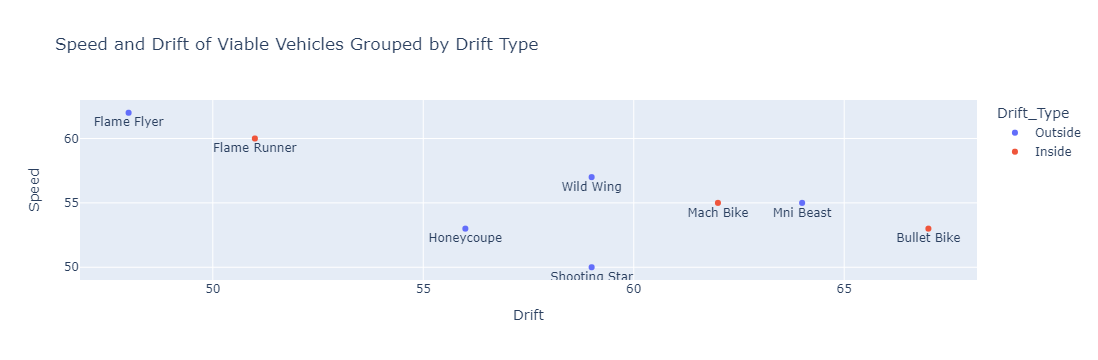 Speed and Drift of Viable Vehicles Grouped by Drift Type
Drift_Type
Outside
Inside
Speed
60
55
50
Flame Flyer
Flame Runner
Wild Wing
Mach Bike
Mni Beast
Honeycoupe
Bullet Bike
Shooting Star
50
55
60
65
Drift